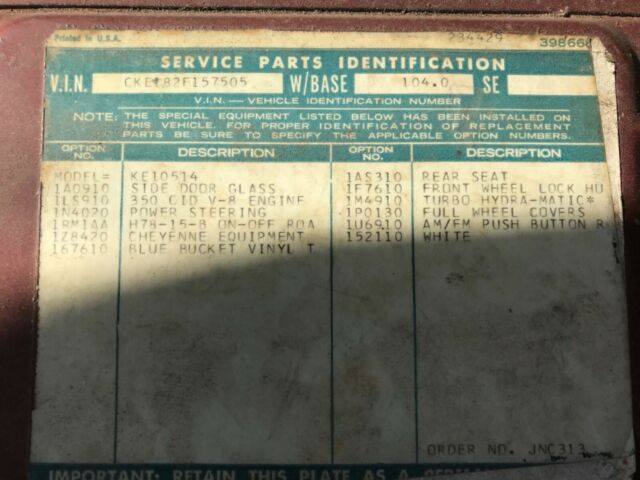 Printed in U.S.A. 284429 398668
SERVICE PARTS IDENTIFICATION
V.I.N. CKE182F157505 W/BASE 104.0 SE
V.I.N. — VEHICLE IDENTIFICATION NUMBER
NOTE: THE SPECIAL EQUIPMENT LISTED BELOW HAS BEEN INSTALLED ON
THIS VEHICLE. FOR PROPER IDENTIFICATION OF REPLACEMENT
PARTS BE SURE TO SPECIFY THE APPLICABLE OPTION NUMBERS.
OPTION NO. DESCRIPTION OPTION NO. DESCRIPTION
MODEL= KE10514 1AS310 REAR SEAT
1A0910 SIDE DOOR GLASS 1F7610 FRONT WHEEL LOCK HU
1LS910 350 CID V-8 ENGINE 1M4910 TURBO HYDRA-MATIC*
1N4020 POWER STEERING 1P0130 FULL WHEEL COVERS
1RM1AA H78-15-B ON-OFF ROA 1U6910 AM/FM PUSH BUTTON R
1Z8420 CHEYENNE EQUIPMENT 152110 WHITE
167610 BLUE BUCKET VINYL T
ORDER NO. JNC313
IMPORTANT: RETAIN THIS PLATE AS A